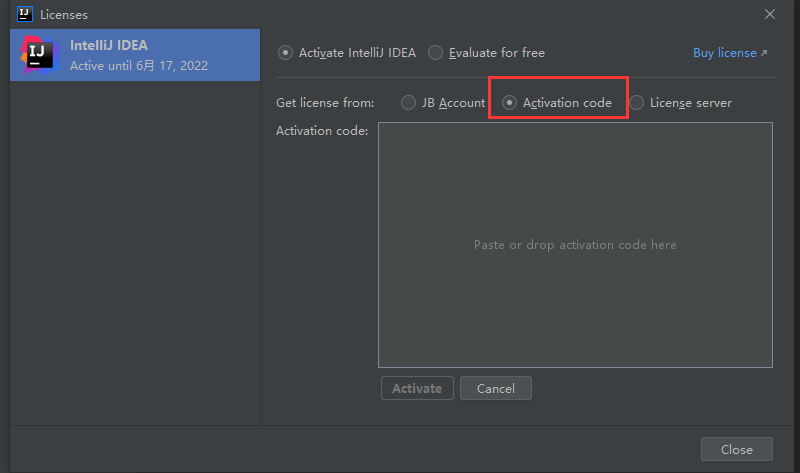 Licenses
IJ
IntelliJ IDEA
Active until 6月 17, 2022
Activate IntelliJ IDEA Evaluate for free Buy license
Get license from: JB Account Activation code License server
Activation code:
Paste or drop activation code here
Activate Cancel
Close